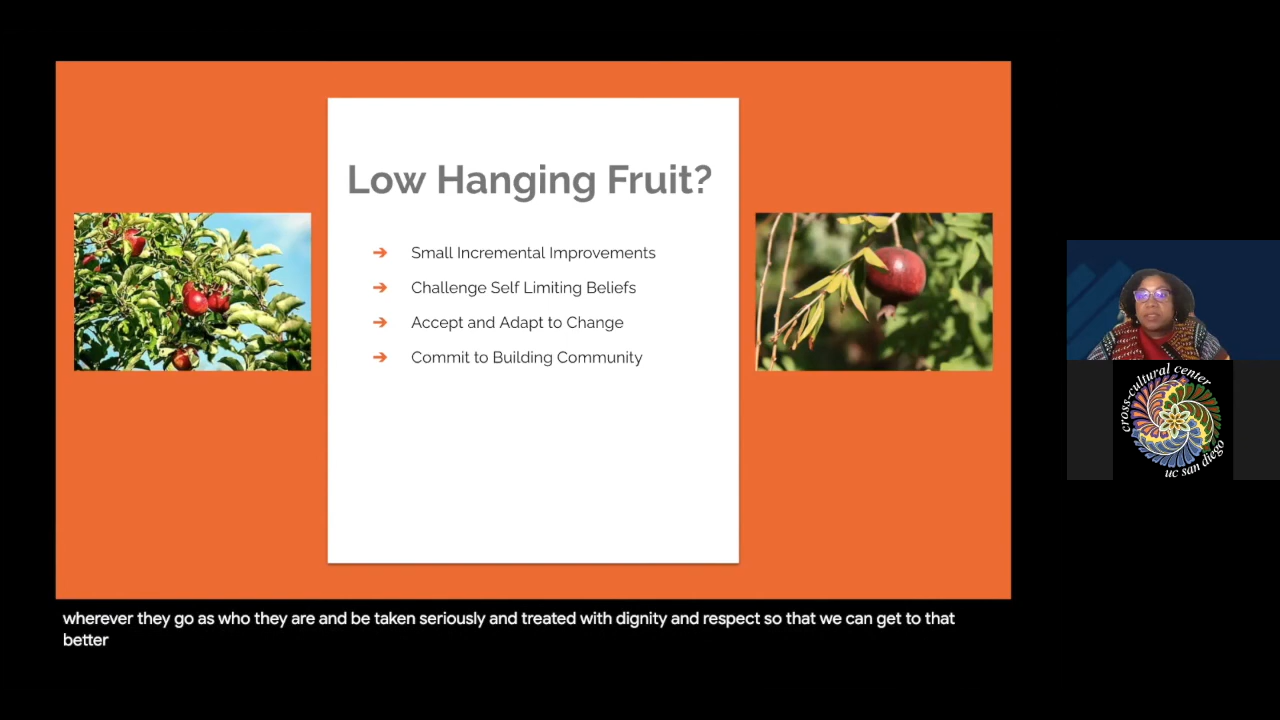 Low Hanging Fruit?
➔ Small Incremental Improvements
➔ Challenge Self Limiting Beliefs
➔ Accept and Adapt to Change
➔ Commit to Building Community
cross-cultural center
uc san diego
wherever they go as who they are and be taken seriously and treated with dignity and respect so that we can get to that
better